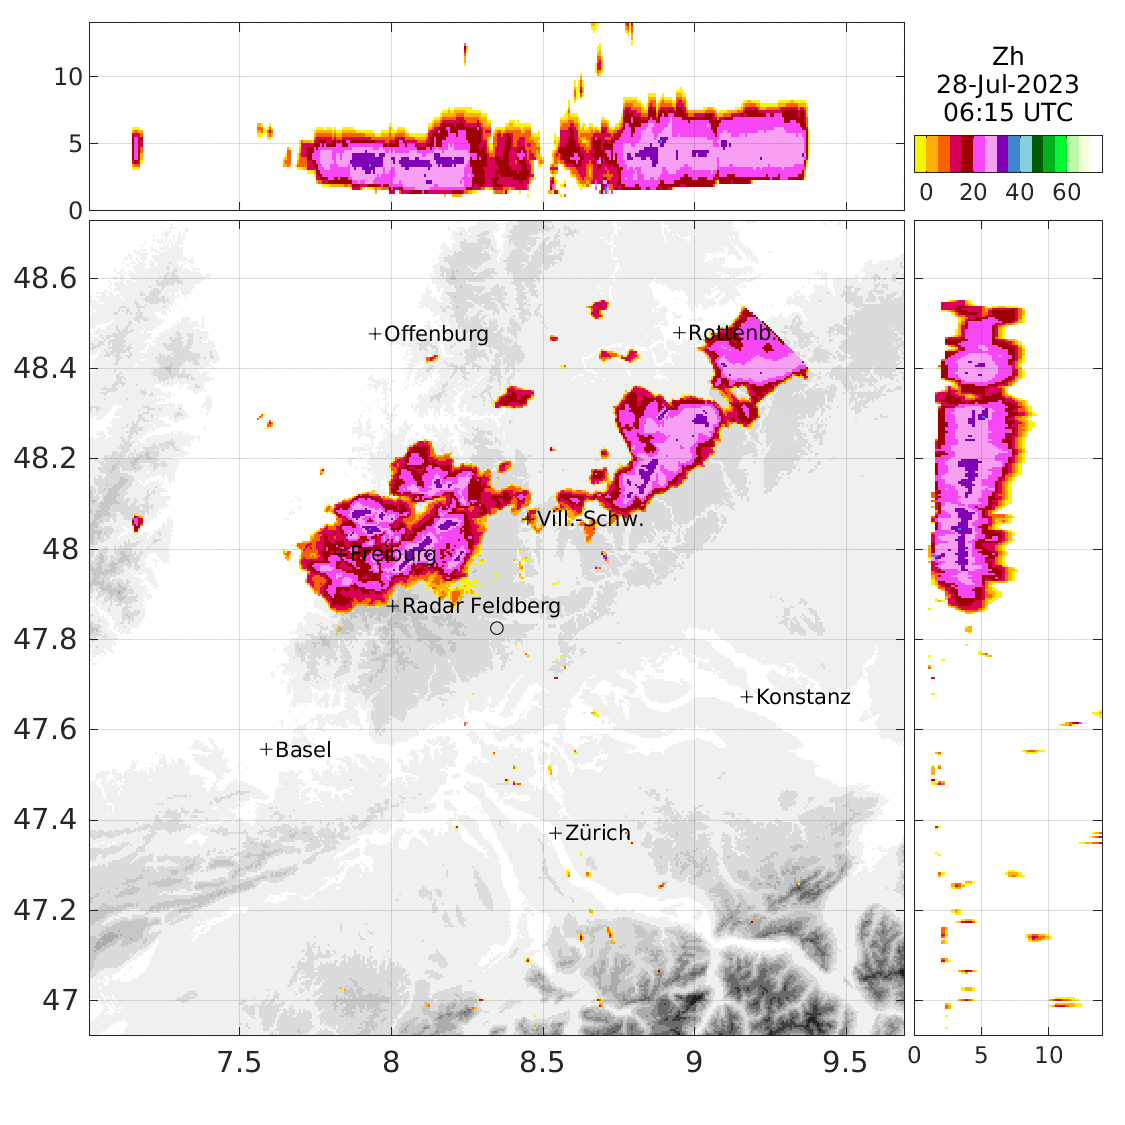 10
5
0
Zh
28-Jul-2023
06:15 UTC
0
20
40
60
48.6
48.4
48.2
48
47.8
47.6
47.4
47.2
47
+Offenburg
+Rottenb.
+Vill.-Schw.
+Freiburg
+Radar Feldberg
+Konstanz
+Basel
+Zürich
7.5
8
8.5
9
9.5
0
5
10